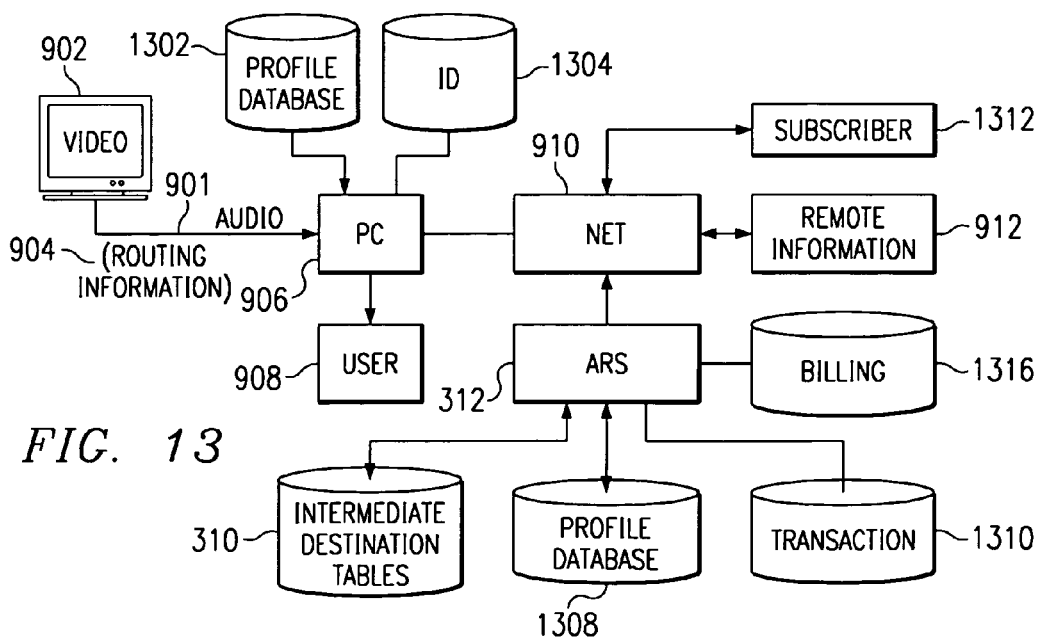 902
1302
PROFILE
DATABASE
ID
1304
VIDEO
910
SUBSCRIBER
1312
901
AUDIO
904
(ROUTING
INFORMATION)
PC
906
NET
REMOTE
INFORMATION
912
908
USER
312
ARS
BILLING
1316
FIG. 13
310
INTERMEDIATE
DESTINATION
TABLES
PROFILE
DATABASE
1308
TRANSACTION
1310